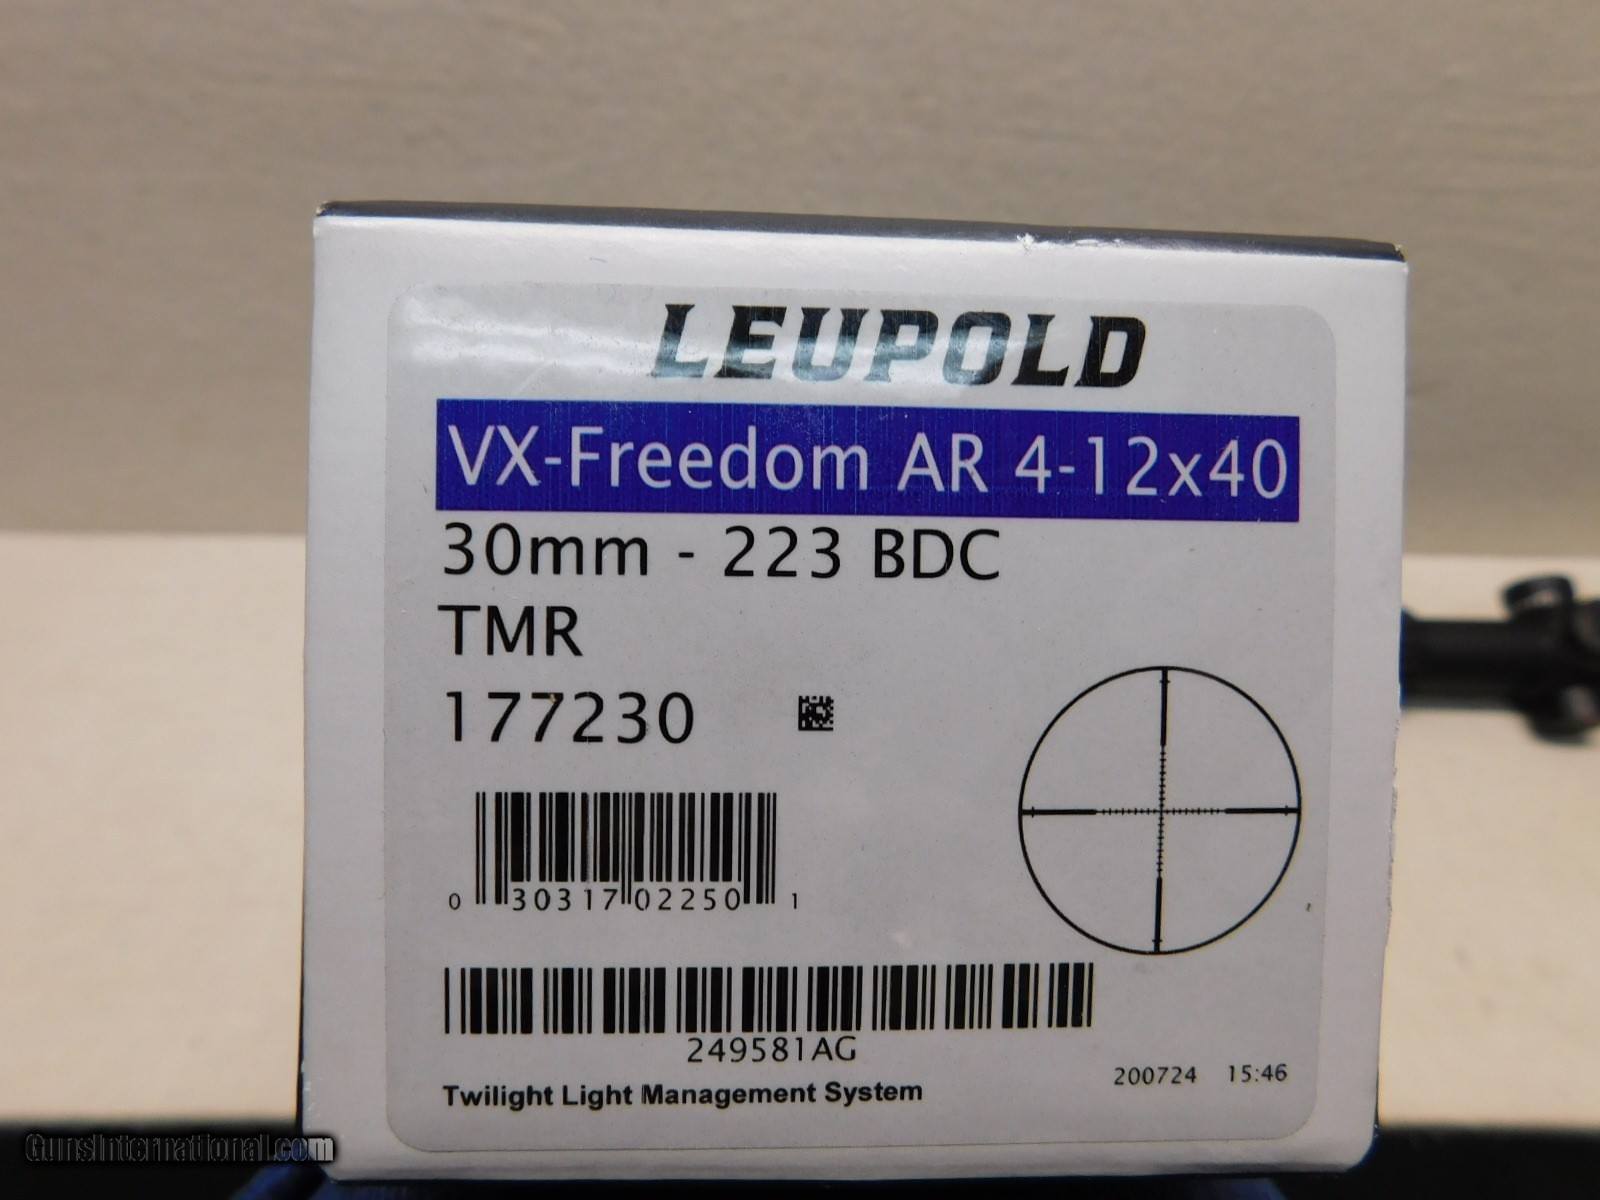 LEUPOLD
VX-Freedom AR 4-12x40
30mm - 223 BDC
TMR
177230
0 30317 02250 1
249581AG
Twilight Light Management System
200724 15:46
GunsInternational.com